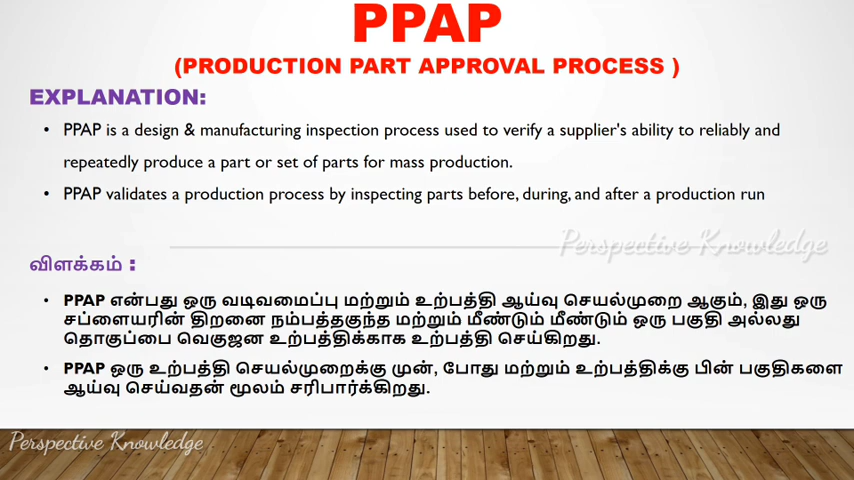 PPAP
(PRODUCTION PART APPROVAL PROCESS )
EXPLANATION:
• PPAP is a design & manufacturing inspection process used to verify a supplier's ability to reliably and
repeatedly produce a part or set of parts for mass production.
• PPAP validates a production process by inspecting parts before, during, and after a production run
Perspective Knowledge
விளக்கம் :
• PPAP என்பது ஒரு வடிவமைப்பு மற்றும் உற்பத்தி ஆய்வு செயல்முறை ஆகும், இது ஒரு
சப்ளையரின் திறனை நம்பத்தகுந்த மற்றும் மீண்டும் மீண்டும் ஒரு பகுதி அல்லது
தொகுப்பை வெகுஜன உற்பத்திக்காக உற்பத்தி செய்கிறது.
• PPAP ஒரு உற்பத்தி செயல்முறைக்கு முன், போது மற்றும் உற்பத்திக்கு பின் பகுதிகளை
ஆய்வு செய்வதன் மூலம் சரிபார்க்கிறது.
Perspective Knowledge